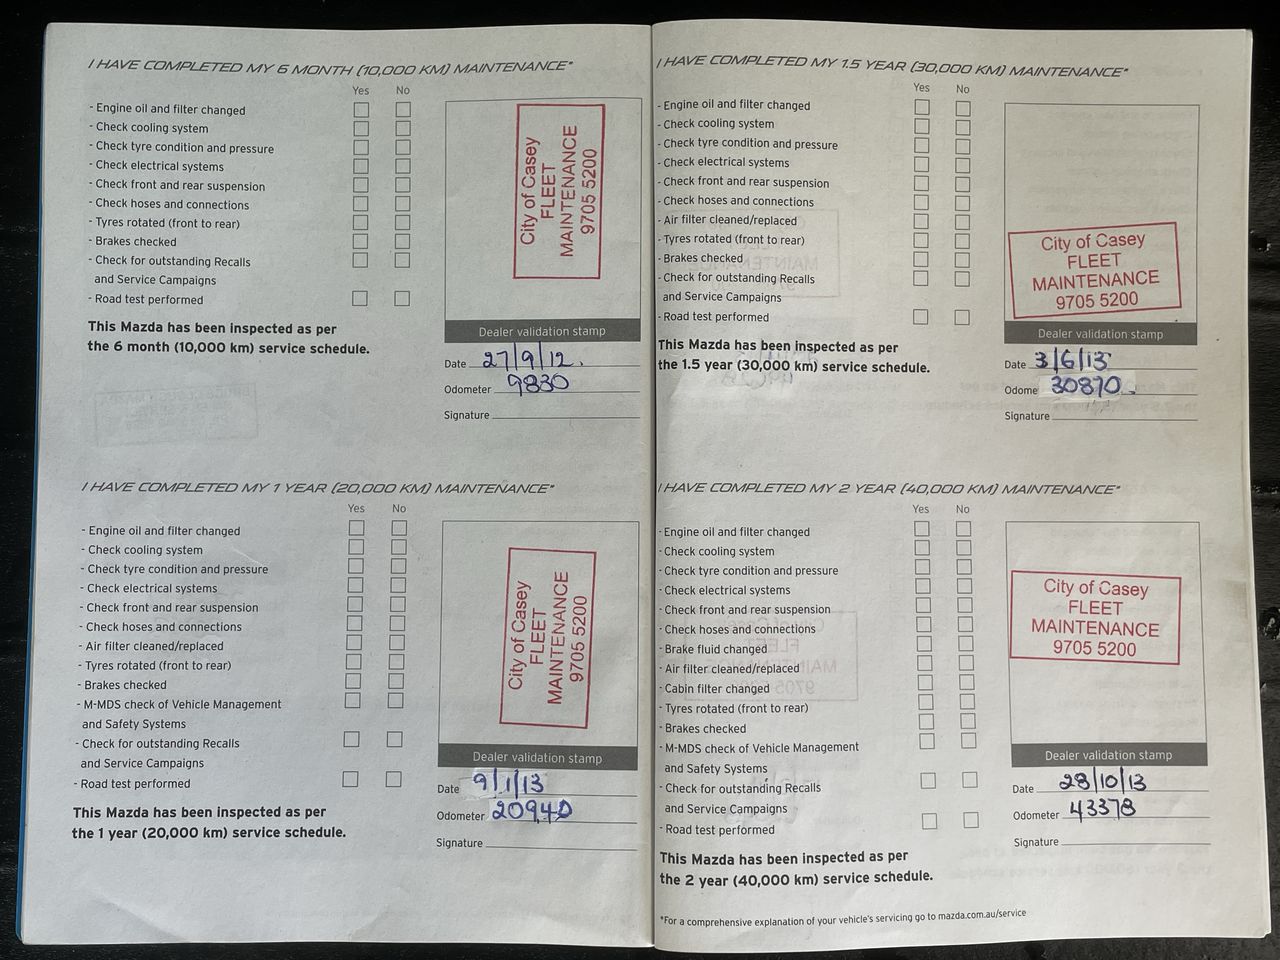 I HAVE COMPLETED MY 6 MONTH (10,000 KM) MAINTENANCE*
Yes No
- Engine oil and filter changed
- Check cooling system
- Check tyre condition and pressure
- Check electrical systems
- Check front and rear suspension
- Check hoses and connections
- Tyres rotated (front to rear)
- Brakes checked
- Check for outstanding Recalls
and Service Campaigns
- Road test performed
This Mazda has been inspected as per
the 6 month (10,000 km) service schedule.
City of Casey
FLEET
MAINTENANCE
9705 5200
Dealer validation stamp
Date 27/9/12.
Odometer 9830
Signature
I HAVE COMPLETED MY 1 YEAR (20,000 KM) MAINTENANCE*
Yes No
- Engine oil and filter changed
- Check cooling system
- Check tyre condition and pressure
- Check electrical systems
- Check front and rear suspension
- Check hoses and connections
- Air filter cleaned/replaced
- Tyres rotated (front to rear)
- Brakes checked
- M-MDS check of Vehicle Management
and Safety Systems
- Check for outstanding Recalls
and Service Campaigns
- Road test performed
This Mazda has been inspected as per
the 1 year (20,000 km) service schedule.
City of Casey
FLEET
MAINTENANCE
9705 5200
Dealer validation stamp
Date 9/1/13
Odometer 20940
Signature
I HAVE COMPLETED MY 1.5 YEAR (30,000 KM) MAINTENANCE*
Yes No
- Engine oil and filter changed
- Check cooling system
- Check tyre condition and pressure
- Check electrical systems
- Check front and rear suspension
- Check hoses and connections
- Air filter cleaned/replaced
- Tyres rotated (front to rear)
- Brakes checked
- Check for outstanding Recalls
and Service Campaigns
- Road test performed
This Mazda has been inspected as per
the 1.5 year (30,000 km) service schedule.
City of Casey
FLEET
MAINTENANCE
9705 5200
Dealer validation stamp
Date 3/6/13
Odome 30870
Signature
I HAVE COMPLETED MY 2 YEAR (40,000 KM) MAINTENANCE*
Yes No
- Engine oil and filter changed
- Check cooling system
- Check tyre condition and pressure
- Check electrical systems
- Check front and rear suspension
- Check hoses and connections
- Brake fluid changed
- Air filter cleaned/replaced
- Cabin filter changed
- Tyres rotated (front to rear)
- Brakes checked
- M-MDS check of Vehicle Management
and Safety Systems
- Check for outstanding Recalls
and Service Campaigns
- Road test performed
This Mazda has been inspected as per
the 2 year (40,000 km) service schedule.
City of Casey
FLEET
MAINTENANCE
9705 5200
Dealer validation stamp
Date 28/10/13
Odometer 43378
Signature
*For a comprehensive explanation of your vehicle's servicing go to mazda.com.au/service